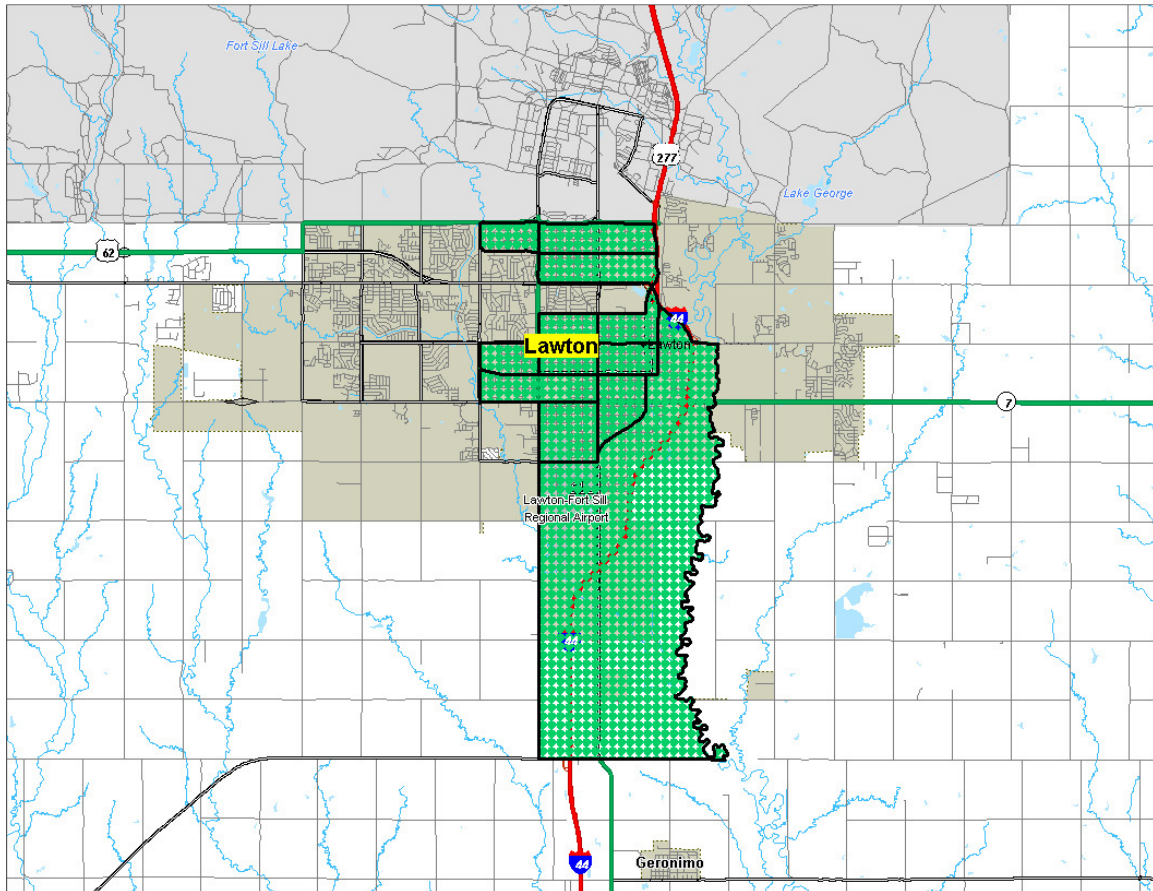 Fort Sill Lake
277
Lake George
62
44
Lawton
Lawton
7
Lawton-Fort Sill
Regional Airport
44
Geronimo
44